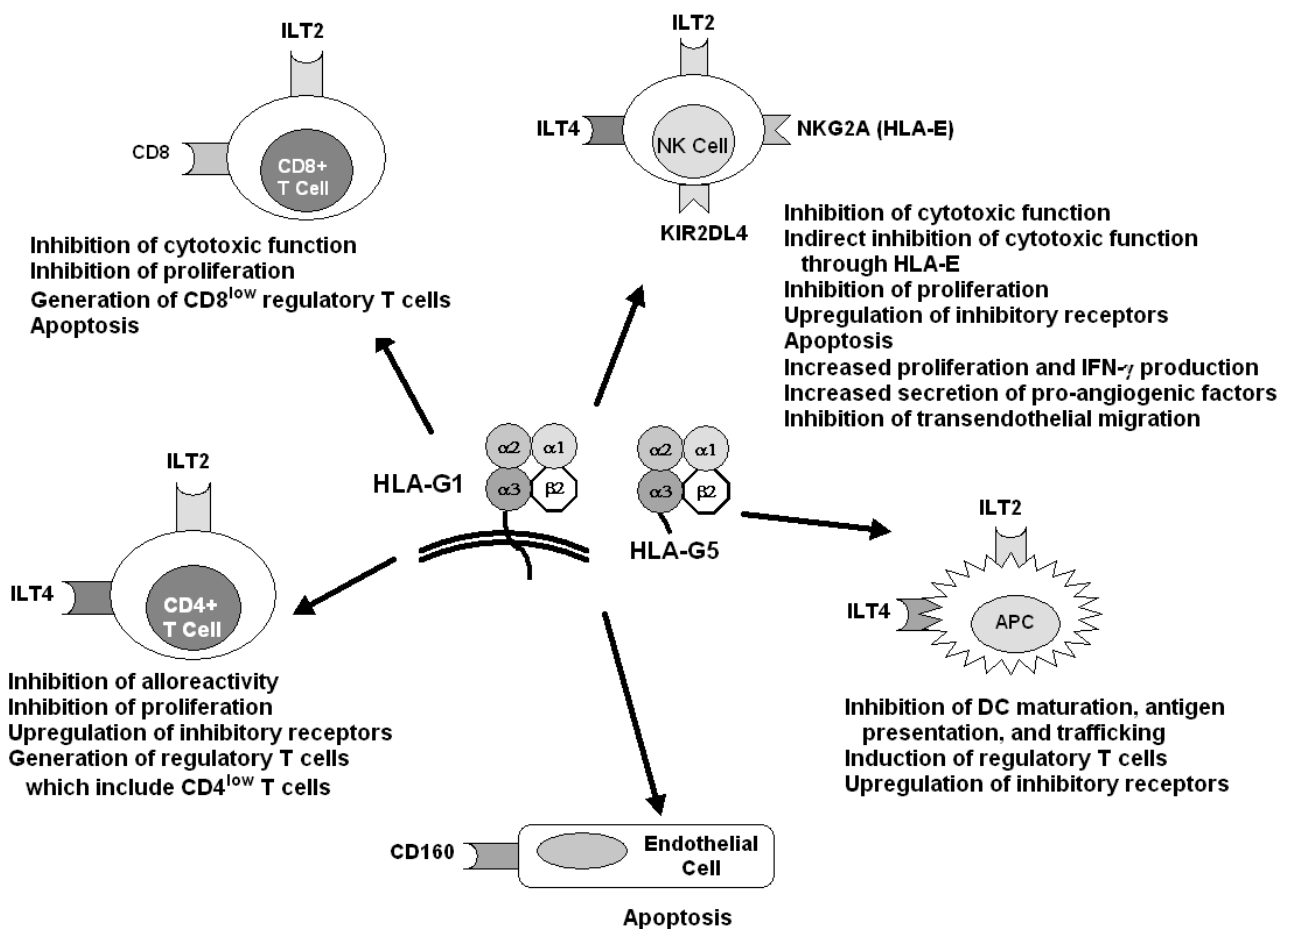 ILT2
CD8
CD8+
T Cell
Inhibition of cytotoxic function
Inhibition of proliferation
Generation of CD8low regulatory T cells
Apoptosis
ILT2
ILT4
NK Cell
NKG2A (HLA-E)
KIR2DL4
Inhibition of cytotoxic function
Indirect inhibition of cytotoxic function
through HLA-E
Inhibition of proliferation
Upregulation of inhibitory receptors
Apoptosis
Increased proliferation and IFN-γ production
Increased secretion of pro-angiogenic factors
Inhibition of transendothelial migration
HLA-G1
α2
α1
α3
β2
α2
α1
α3
β2
HLA-G5
ILT2
ILT4
CD4+
T Cell
Inhibition of alloreactivity
Inhibition of proliferation
Upregulation of inhibitory receptors
Generation of regulatory T cells
which include CD4low T cells
ILT2
ILT4
APC
Inhibition of DC maturation, antigen
presentation, and trafficking
Induction of regulatory T cells
Upregulation of inhibitory receptors
CD160
Endothelial
Cell
Apoptosis